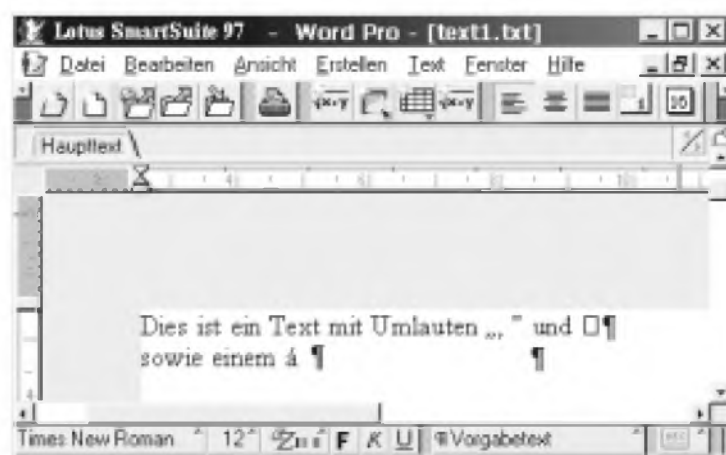 Lotus SmartSuite 97 - Word Pro - [text1.txt]
Datei Bearbeiten Ansicht Erstellen Text Fenster Hilfe
Haupttext
Dies ist ein Text mit Umlauten „, ” und □¶
sowie einem á ¶ ¶
Times New Roman 12 F K U Vorgabetext